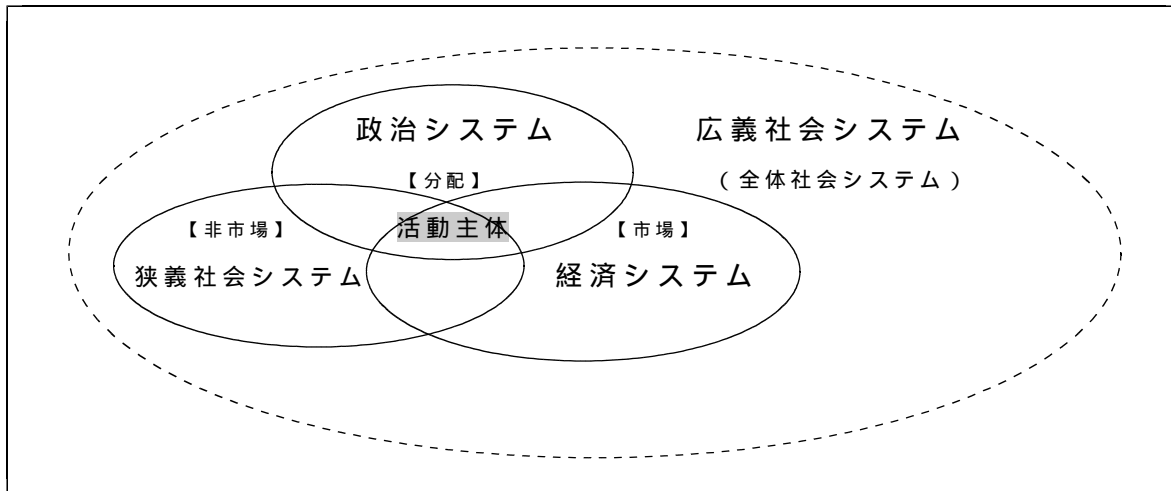 政治システム
広義社会システム
【分配】
(全体社会システム)
【非市場】
活動主体
【市場】
狭義社会システム
経済システム